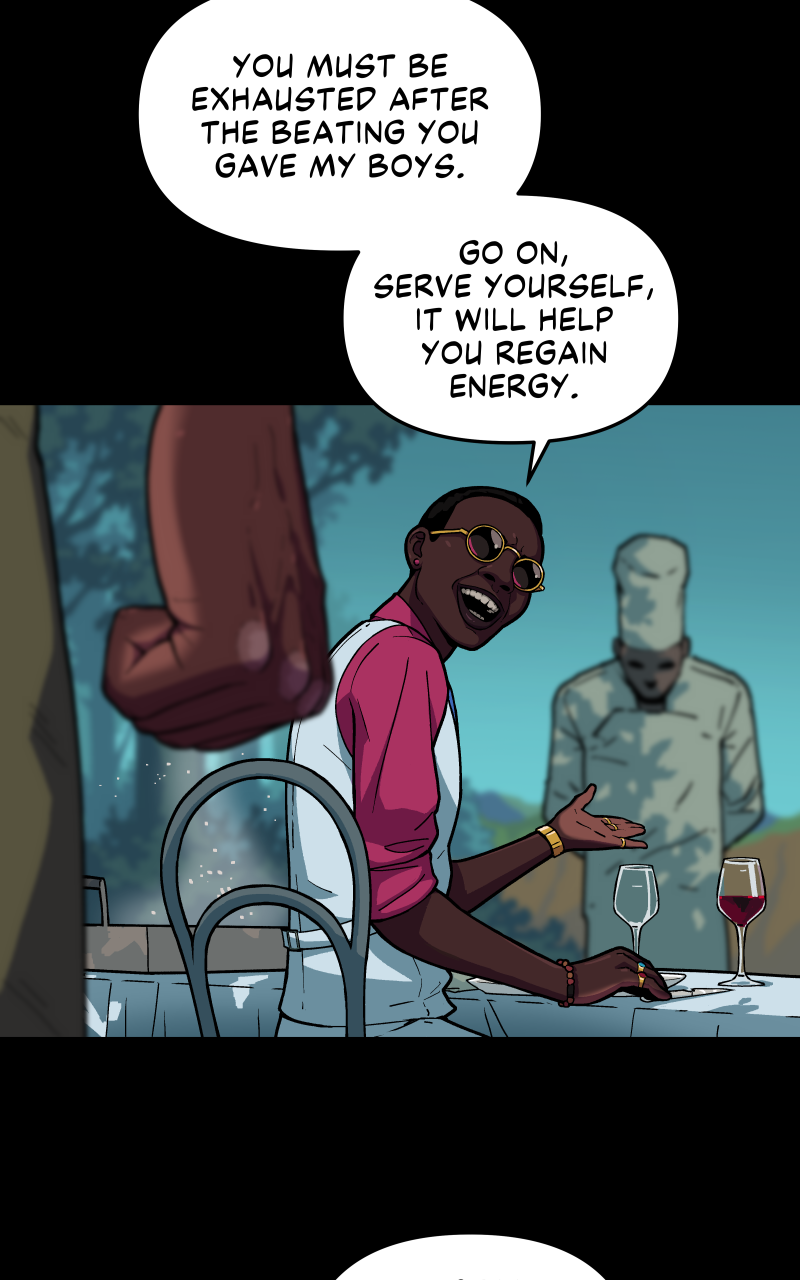 YOU MUST BE
EXHAUSTED AFTER
THE BEATING YOU
GAVE MY BOYS.
GO ON,
SERVE YOURSELF,
IT WILL HELP
YOU REGAIN
ENERGY.